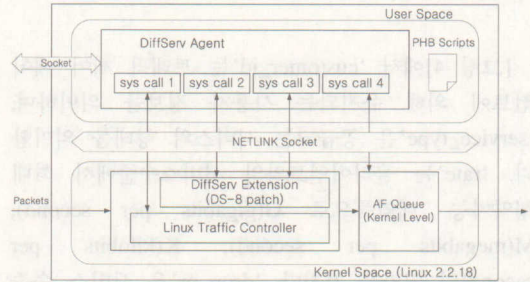 User Space
DiffServ Agent
PHB Scripts
Socket
sys call 1
sys call 2
sys call 3
sys call 4
NETLINK Socket
DiffServ Extension
(DS-8 patch)
Packets
AF Queue
(Kernel Level)
Linux Traffic Controller
Kernel Space (Linux 2.2.18)